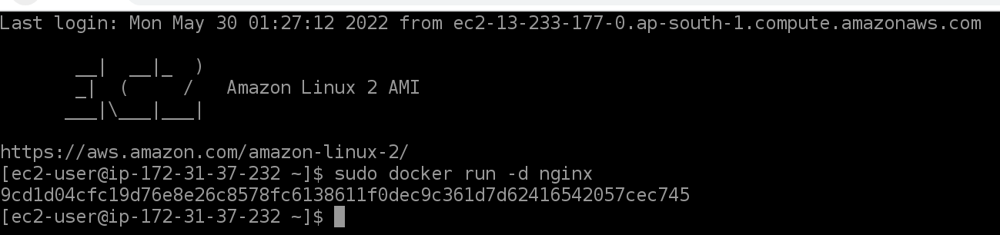 Last login: Mon May 30 01:27:12 2022 from ec2-13-233-177-0.ap-south-1.compute.amazonaws.com
       __|  __|_  )
       _|  (     /   Amazon Linux 2 AMI
      ___|\___|___|
https://aws.amazon.com/amazon-linux-2/
[ec2-user@ip-172-31-37-232 ~]$ sudo docker run -d nginx
9cd1d04cfc19d76e8e26c8578fc6138611f0dec9c361d7d62416542057cec745
[ec2-user@ip-172-31-37-232 ~]$